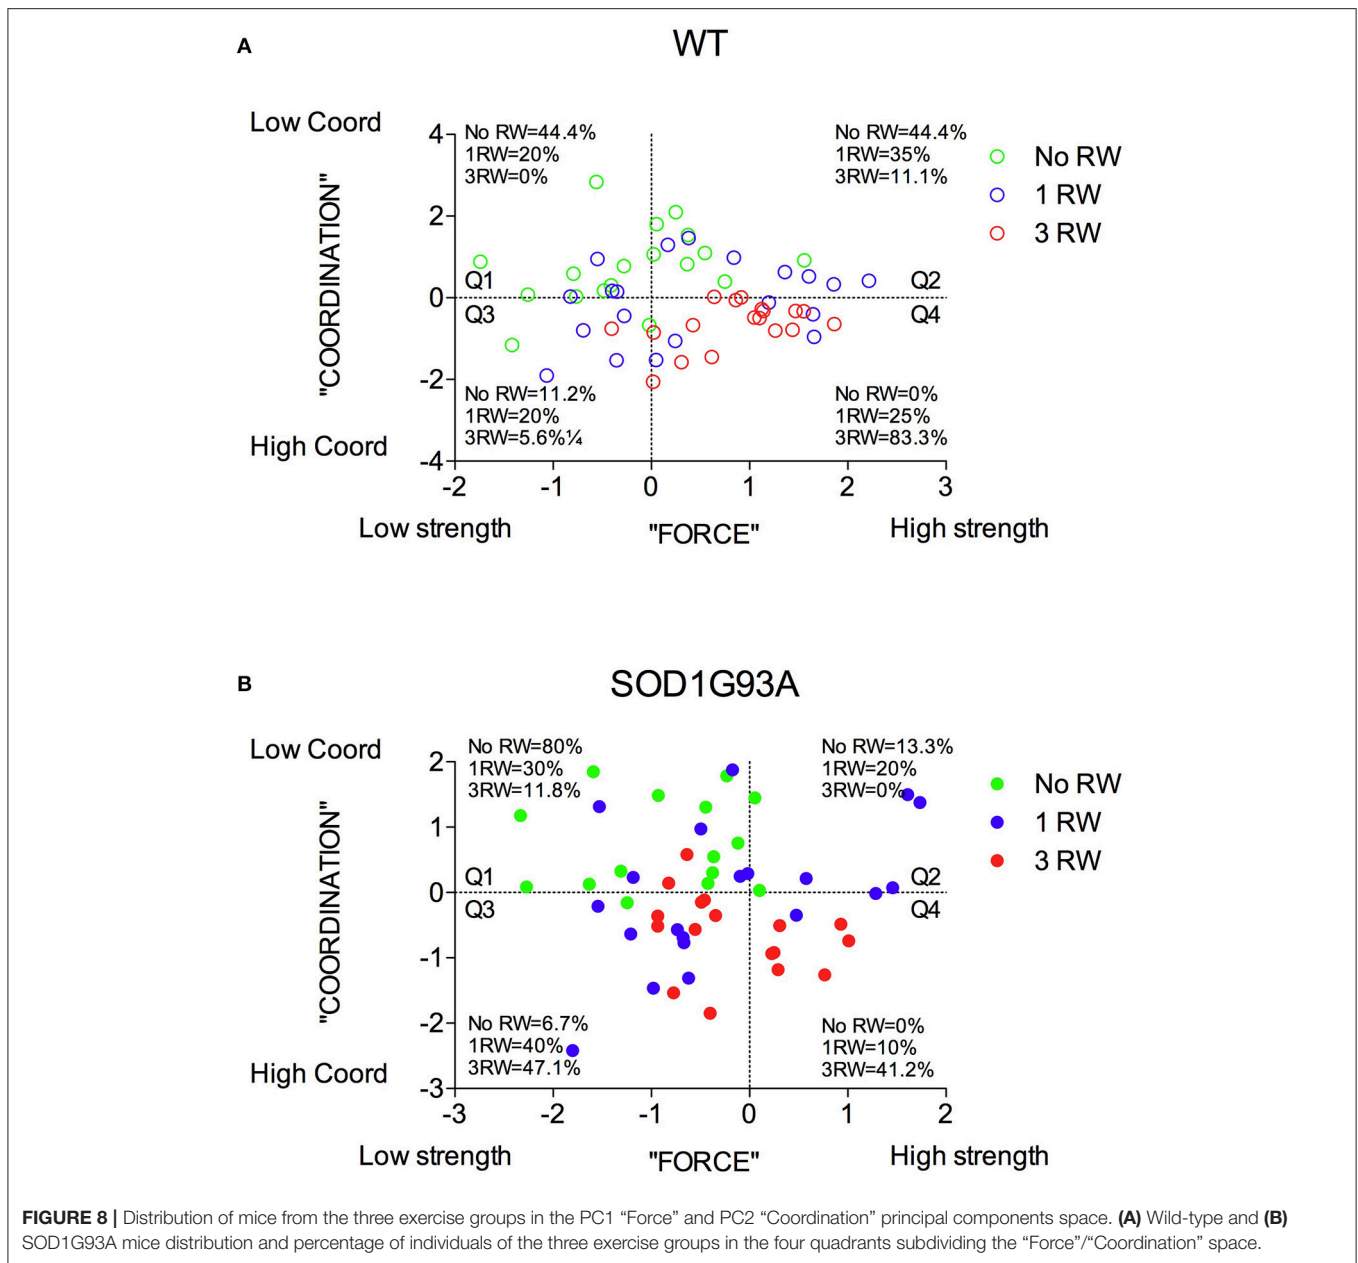 A
WT
Low Coord
"COORDINATION"
High Coord
4
2
0
-2
-4
No RW=44.4%
1RW=20%
3RW=0%
No RW=44.4%
1RW=35%
3RW=11.1%
No RW
1 RW
3 RW
Q1
Q2
Q3
Q4
No RW=11.2%
1RW=20%
3RW=5.6%¼
No RW=0%
1RW=25%
3RW=83.3%
-2 -1 0 1 2 3
Low strength "FORCE" High strength
B
SOD1G93A
Low Coord
"COORDINATION"
High Coord
2
1
0
-1
-2
-3
No RW=80%
1RW=30%
3RW=11.8%
No RW=13.3%
1RW=20%
3RW=0%
No RW
1 RW
3 RW
Q1
Q2
Q3
Q4
No RW=6.7%
1RW=40%
3RW=47.1%
No RW=0%
1RW=10%
3RW=41.2%
-3 -2 -1 0 1 2
Low strength "FORCE" High strength
FIGURE 8 | Distribution of mice from the three exercise groups in the PC1 “Force” and PC2 “Coordination” principal components space. (A) Wild-type and (B)
SOD1G93A mice distribution and percentage of individuals of the three exercise groups in the four quadrants subdividing the “Force”/“Coordination” space.